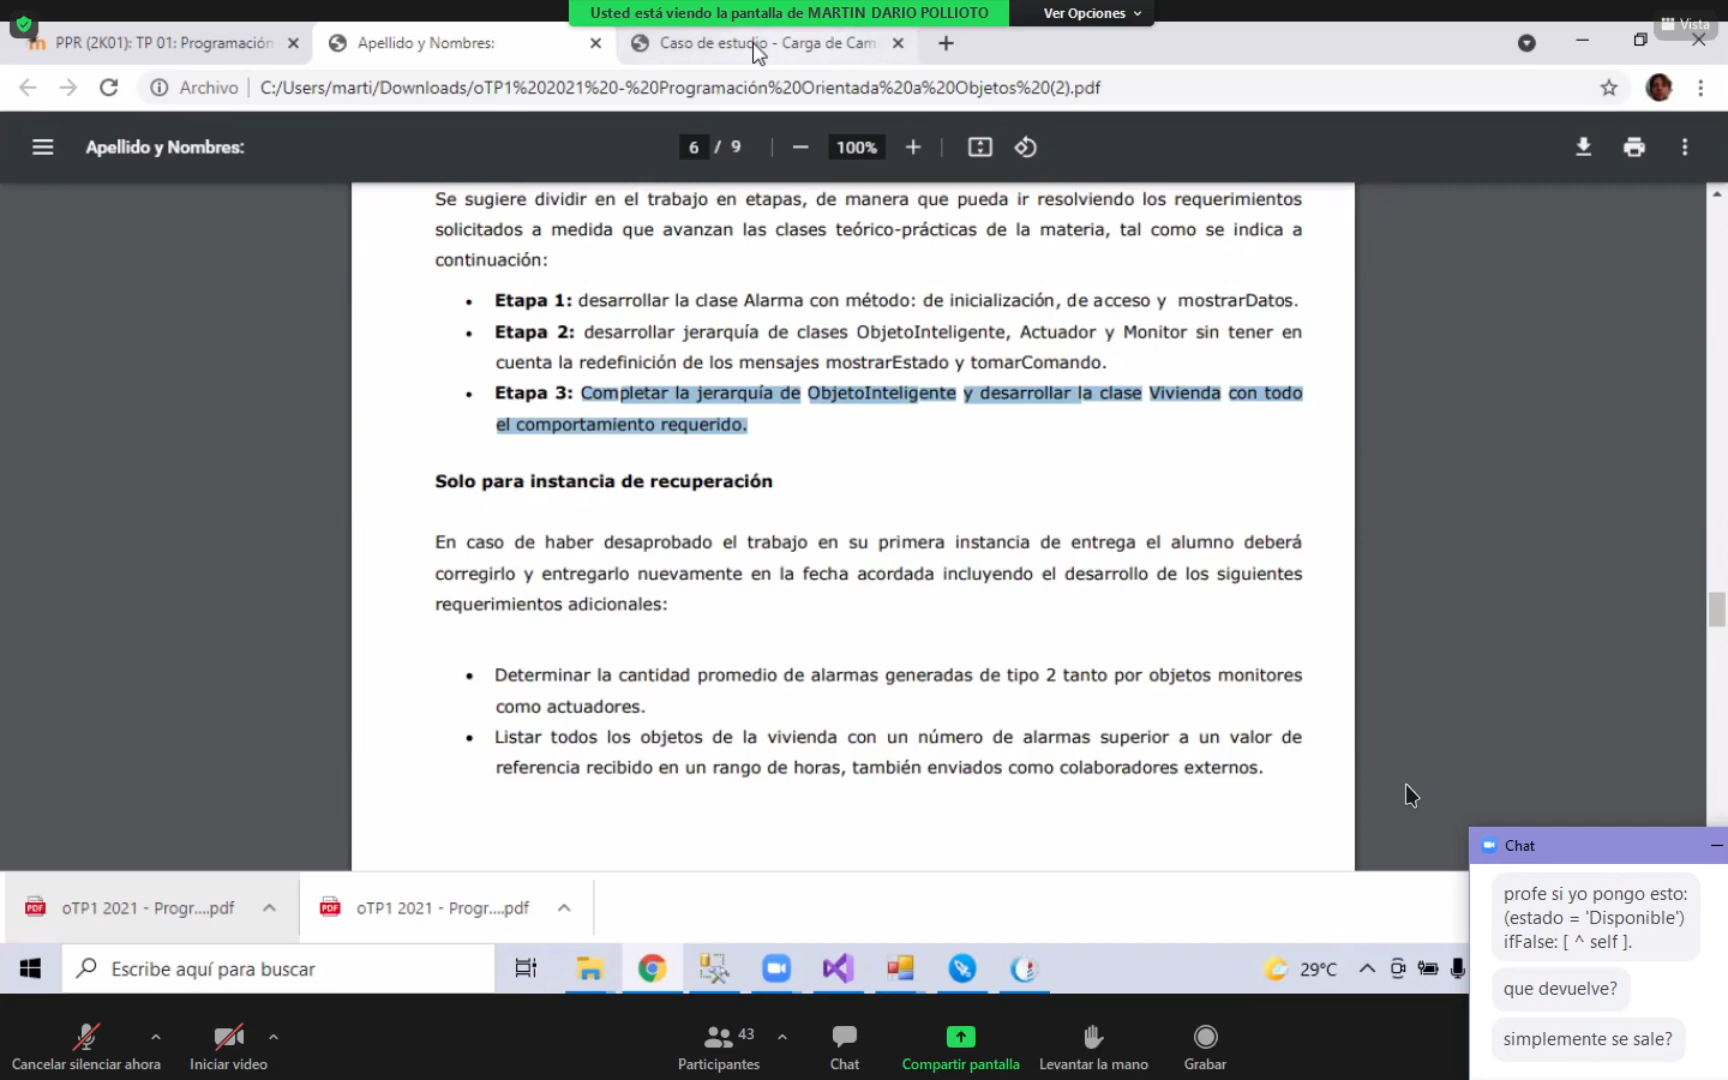 Usted está viendo la pantalla de MARTIN DARIO POLLIOTO
Ver Opciones
Vista
PPR (2K01): TP 01: Programación
Apellido y Nombres:
Caso de estudio - Carga de Cam
Archivo
C:/Users/marti/Downloads/oTP1%202021%20-%20Programación%20Orientada%20a%20Objetos%20(2).pdf
Apellido y Nombres:
6 / 9
100%
Se sugiere dividir en el trabajo en etapas, de manera que pueda ir resolviendo los requerimientos
solicitados a medida que avanzan las clases teórico-prácticas de la materia, tal como se indica a
continuación:
• Etapa 1: desarrollar la clase Alarma con método: de inicialización, de acceso y mostrarDatos.
• Etapa 2: desarrollar jerarquía de clases ObjetoInteligente, Actuador y Monitor sin tener en
cuenta la redefinición de los mensajes mostrarEstado y tomarComando.
• Etapa 3: Completar la jerarquía de ObjetoInteligente y desarrollar la clase Vivienda con todo
el comportamiento requerido.
Solo para instancia de recuperación
En caso de haber desaprobado el trabajo en su primera instancia de entrega el alumno deberá
corregirlo y entregarlo nuevamente en la fecha acordada incluyendo el desarrollo de los siguientes
requerimientos adicionales:
• Determinar la cantidad promedio de alarmas generadas de tipo 2 tanto por objetos monitores
como actuadores.
• Listar todos los objetos de la vivienda con un número de alarmas superior a un valor de
referencia recibido en un rango de horas, también enviados como colaboradores externos.
Chat
profe si yo pongo esto:
(estado = 'Disponible')
ifFalse: [ ^ self ].
que devuelve?
simplemente se sale?
PDF
oTP1 2021 - Progr....pdf
PDF
oTP1 2021 - Progr....pdf
Escribe aquí para buscar
29°C
Cancelar silenciar ahora
Iniciar video
43
Participantes
Chat
Compartir pantalla
Levantar la mano
Grabar